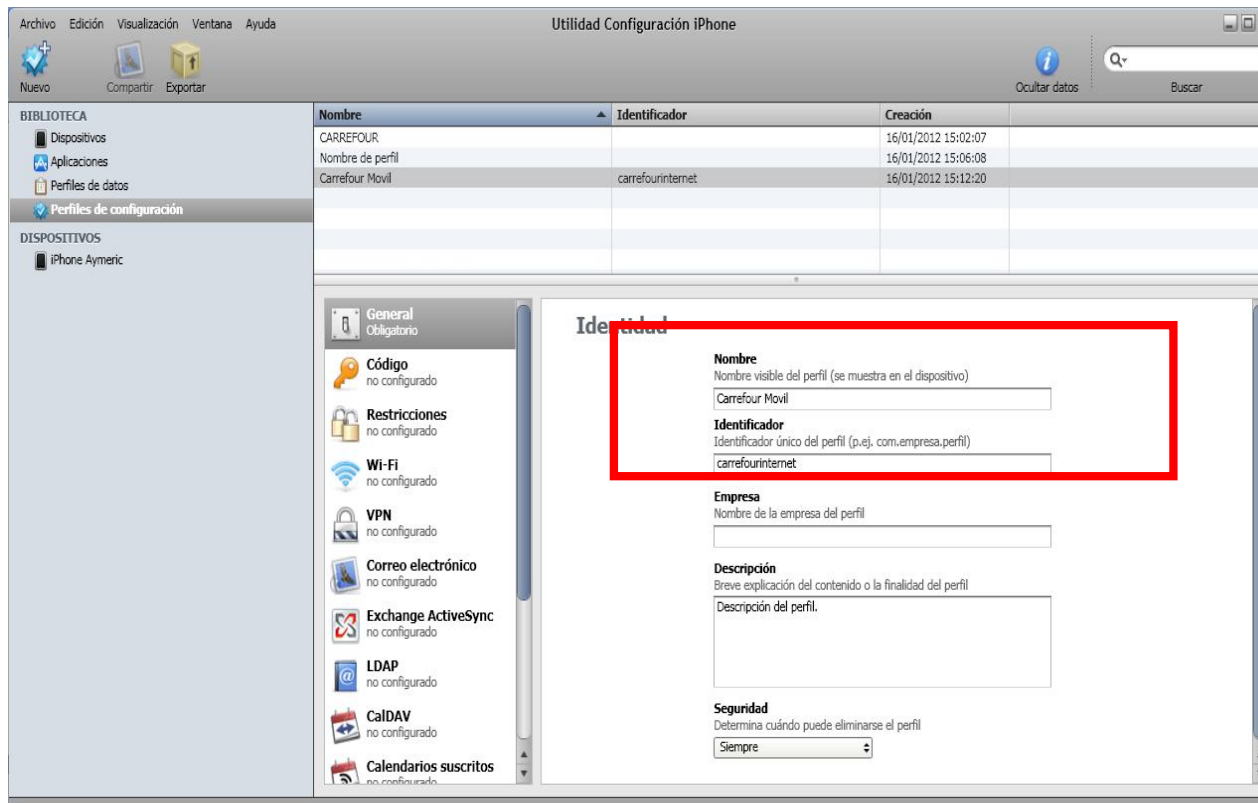 Archivo Edición Visualización Ventana Ayuda
Utilidad Configuración iPhone
Nuevo Compartir Exportar
Ocultar datos Buscar
BIBLIOTECA
Dispositivos
Aplicaciones
Perfiles de datos
Perfiles de configuración
DISPOSITIVOS
iPhone Aymeric
Nombre Identificador Creación
CARREFOUR 16/01/2012 15:02:07
Nombre de perfil 16/01/2012 15:06:08
Carrefour Movil carrefourinternet 16/01/2012 15:12:20
General
Obligatorio
Código
no configurado
Restricciones
no configurado
Wi-Fi
no configurado
VPN
no configurado
Correo electrónico
no configurado
Exchange ActiveSync
no configurado
LDAP
no configurado
CalDAV
no configurado
Calendarios suscritos
no configurado
Identidad
Nombre
Nombre visible del perfil (se muestra en el dispositivo)
Carrefour Movil
Identificador
Identificador único del perfil (p.ej. com.empresa.perfil)
carrefourinternet
Empresa
Nombre de la empresa del perfil
Descripción
Breve explicación del contenido o la finalidad del perfil
Descripción del perfil.
Seguridad
Determina cuándo puede eliminarse el perfil
Siempre